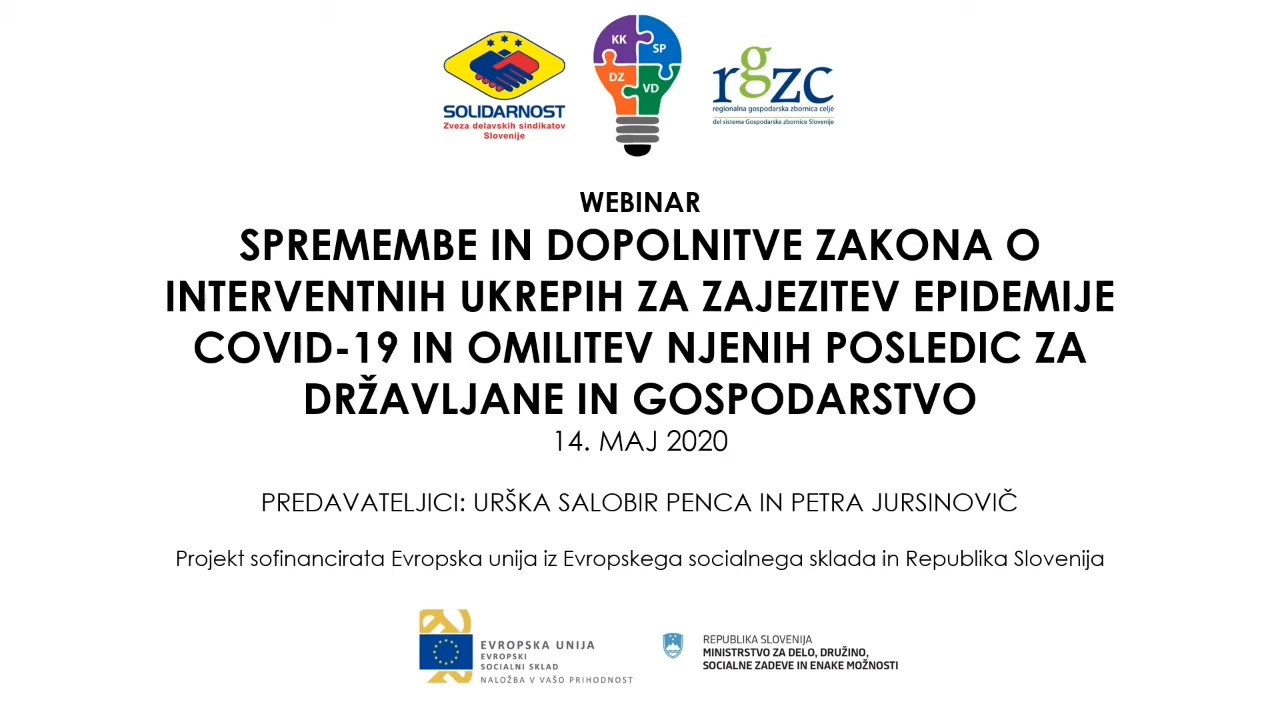 KK
SP
DZ
VD
SOLIDARNOST
Zveza delavskih sindikatov
Slovenije
rgzc
regionalna gospodarska zbornica celje
del sistema Gospodarske zbornice Slovenije
WEBINAR
SPREMEMBE IN DOPOLNITVE ZAKONA O
INTERVENTNIH UKREPIH ZA ZAJEZITEV EPIDEMIJE
COVID-19 IN OMILITEV NJENIH POSLEDIC ZA
DRŽAVLJANE IN GOSPODARSTVO
14. MAJ 2020
PREDAVATELJICI: URŠKA SALOBIR PENCA IN PETRA JURSINOVIČ
Projekt sofinancirata Evropska unija iz Evropskega socialnega sklada in Republika Slovenija
EVROPSKA UNIJA
EVROPSKI
SOCIALNI SKLAD
NALOŽBA V VAŠO PRIHODNOST
REPUBLIKA SLOVENIJA
MINISTRSTVO ZA DELO, DRUŽINO,
SOCIALNE ZADEVE IN ENAKE MOŽNOSTI